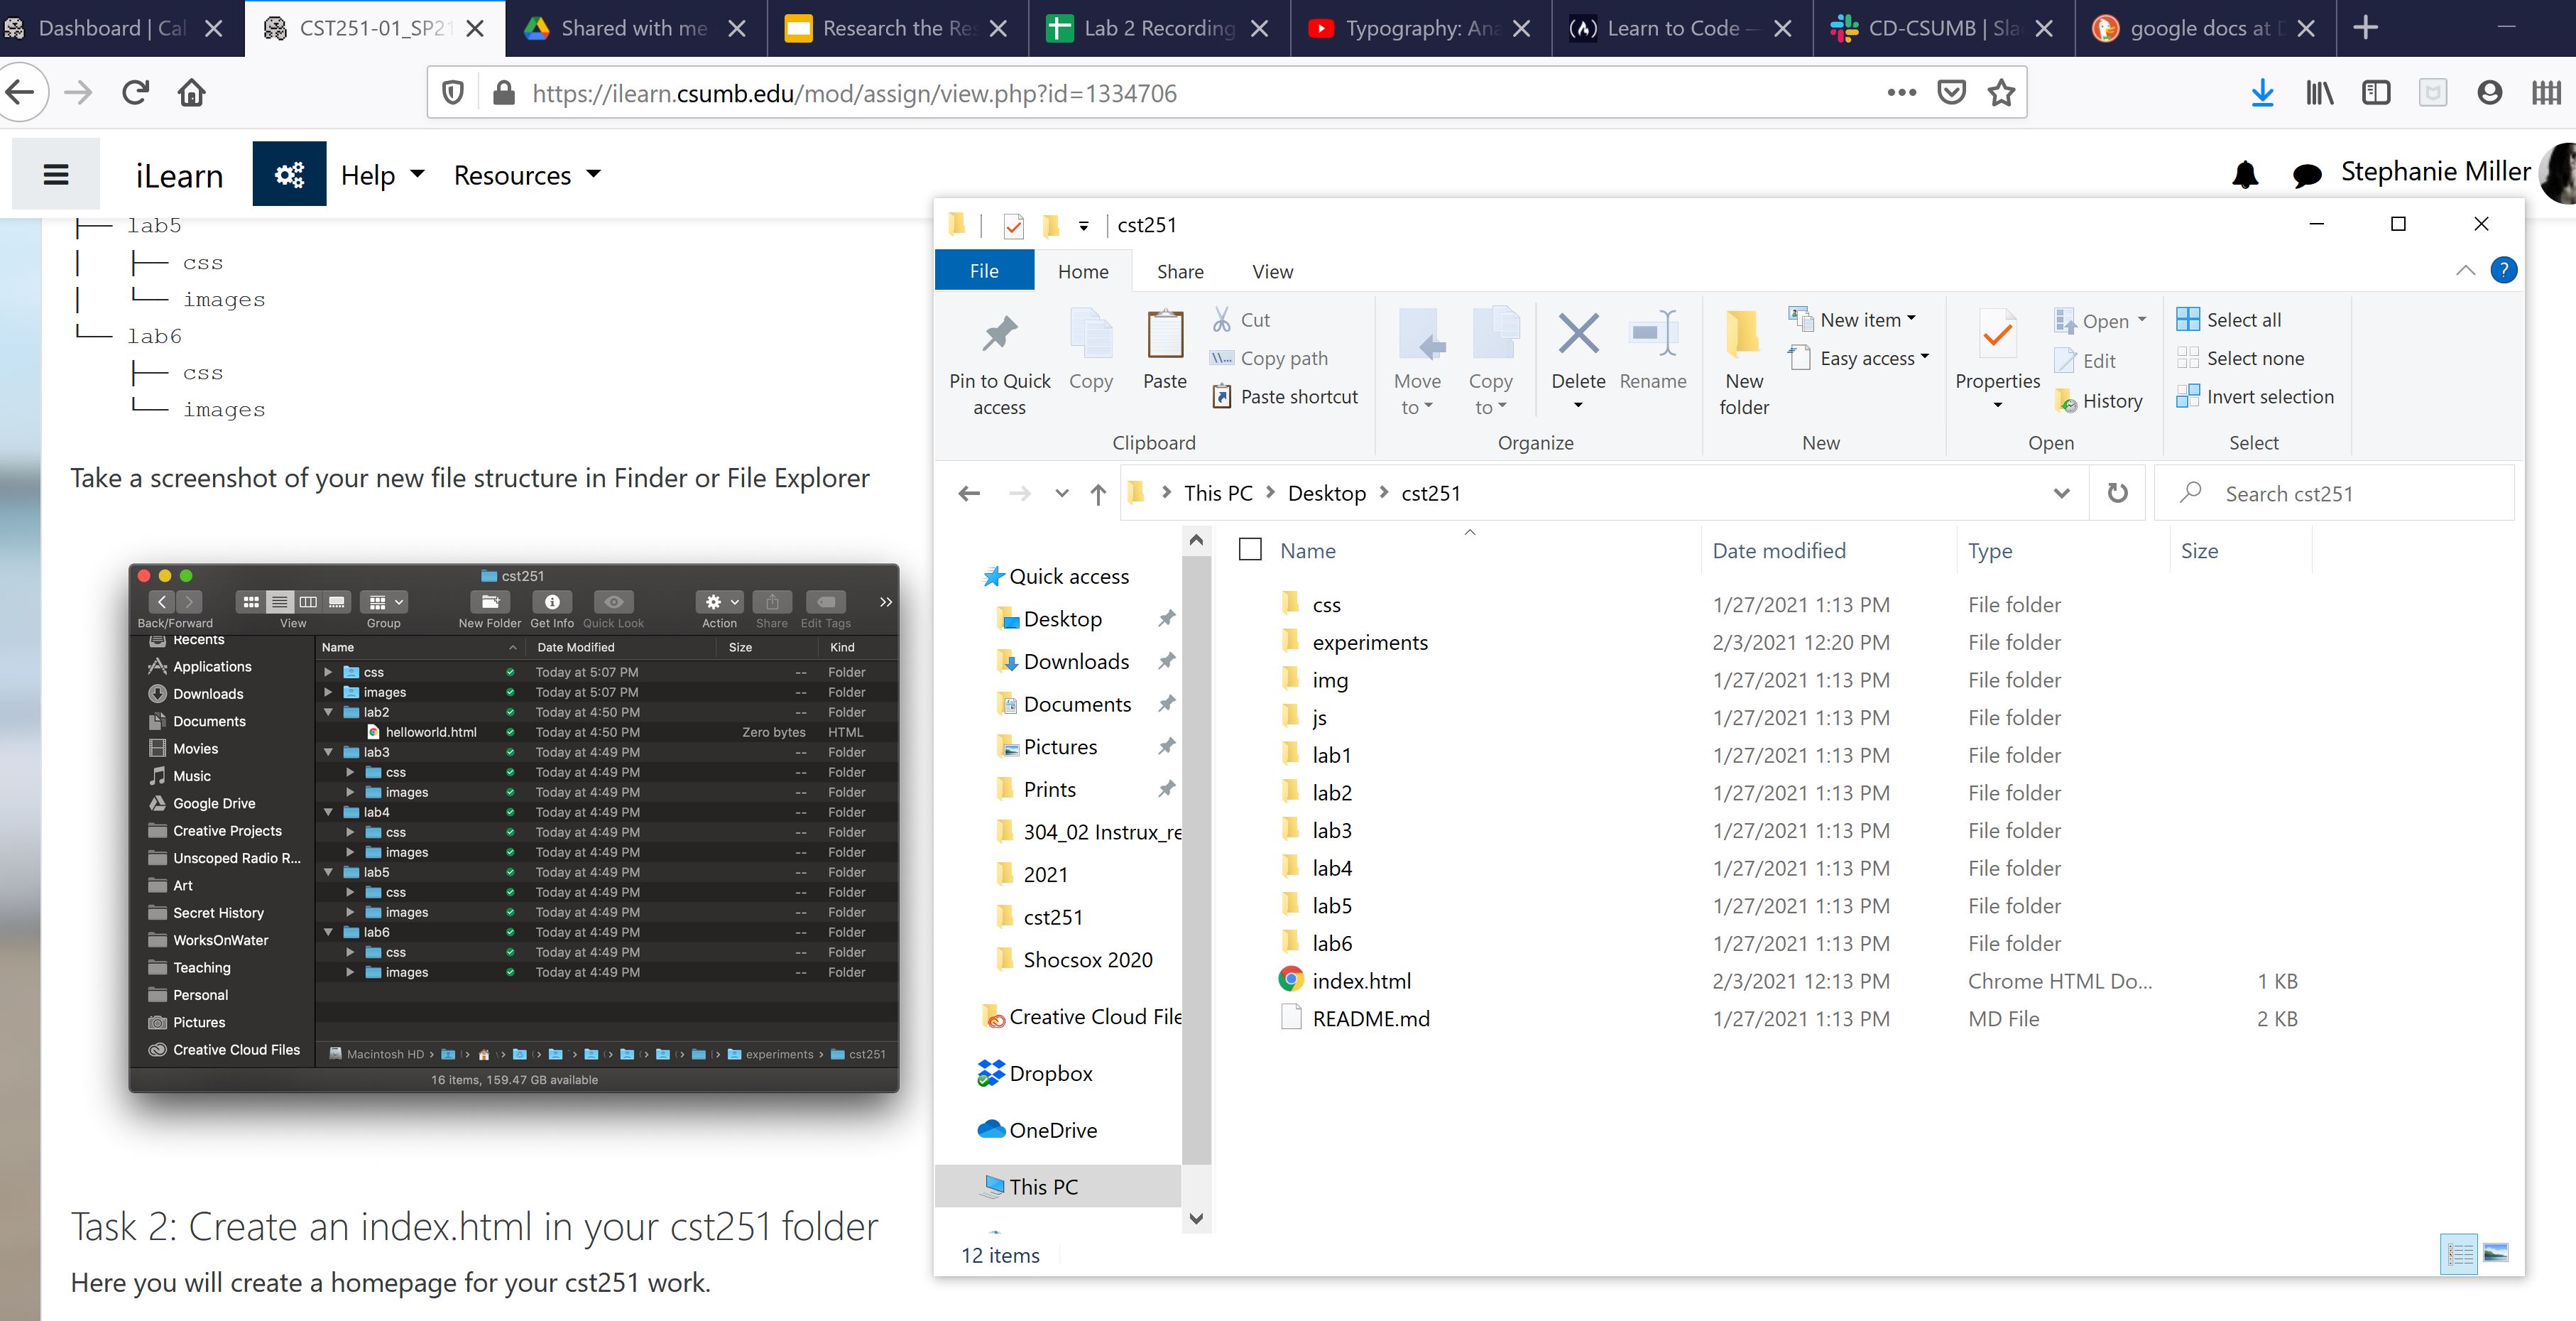 Dashboard | Cal
CST251-01_SP21
Shared with me
Research the Res
Lab 2 Recording
Typography: Ana
Learn to Code —
CD-CSUMB | Sla
google docs at D
https://ilearn.csumb.edu/mod/assign/view.php?id=1334706
iLearn
Help
Resources
Stephanie Miller
├── lab5
│   ├── css
│   └── images
└── lab6
    ├── css
    └── images
Take a screenshot of your new file structure in Finder or File Explorer
cst251
Back/Forward View Group New Folder Get Info Quick Look Action Share Edit Tags
Recents
Applications
Downloads
Documents
Movies
Music
Google Drive
Creative Projects
Unscoped Radio R...
Art
Secret History
WorksOnWater
Teaching
Personal
Pictures
Creative Cloud Files
Name Date Modified Size Kind
css Today at 5:07 PM -- Folder
images Today at 5:07 PM -- Folder
lab2 Today at 4:50 PM -- Folder
helloworld.html Today at 4:50 PM Zero bytes HTML
lab3 Today at 4:49 PM -- Folder
css Today at 4:49 PM -- Folder
images Today at 4:49 PM -- Folder
lab4 Today at 4:49 PM -- Folder
css Today at 4:49 PM -- Folder
images Today at 4:49 PM -- Folder
lab5 Today at 4:49 PM -- Folder
css Today at 4:49 PM -- Folder
images Today at 4:49 PM -- Folder
lab6 Today at 4:49 PM -- Folder
css Today at 4:49 PM -- Folder
images Today at 4:49 PM -- Folder
Macintosh HD › experiments › cst251
16 items, 159.47 GB available
Task 2: Create an index.html in your cst251 folder
Here you will create a homepage for your cst251 work.
cst251
File Home Share View
Pin to Quick access
Copy
Paste
Cut
Copy path
Paste shortcut
Clipboard
Move to
Copy to
Delete
Rename
Organize
New folder
New item
Easy access
New
Properties
Open
Edit
History
Open
Select all
Select none
Invert selection
Select
This PC > Desktop > cst251
Search cst251
Quick access
Desktop
Downloads
Documents
Pictures
Prints
304_02 Instrux_re
2021
cst251
Shocsox 2020
Creative Cloud File
Dropbox
OneDrive
This PC
Name Date modified Type Size
css 1/27/2021 1:13 PM File folder
experiments 2/3/2021 12:20 PM File folder
img 1/27/2021 1:13 PM File folder
js 1/27/2021 1:13 PM File folder
lab1 1/27/2021 1:13 PM File folder
lab2 1/27/2021 1:13 PM File folder
lab3 1/27/2021 1:13 PM File folder
lab4 1/27/2021 1:13 PM File folder
lab5 1/27/2021 1:13 PM File folder
lab6 1/27/2021 1:13 PM File folder
index.html 2/3/2021 12:13 PM Chrome HTML Do... 1 KB
README.md 1/27/2021 1:13 PM MD File 2 KB
12 items